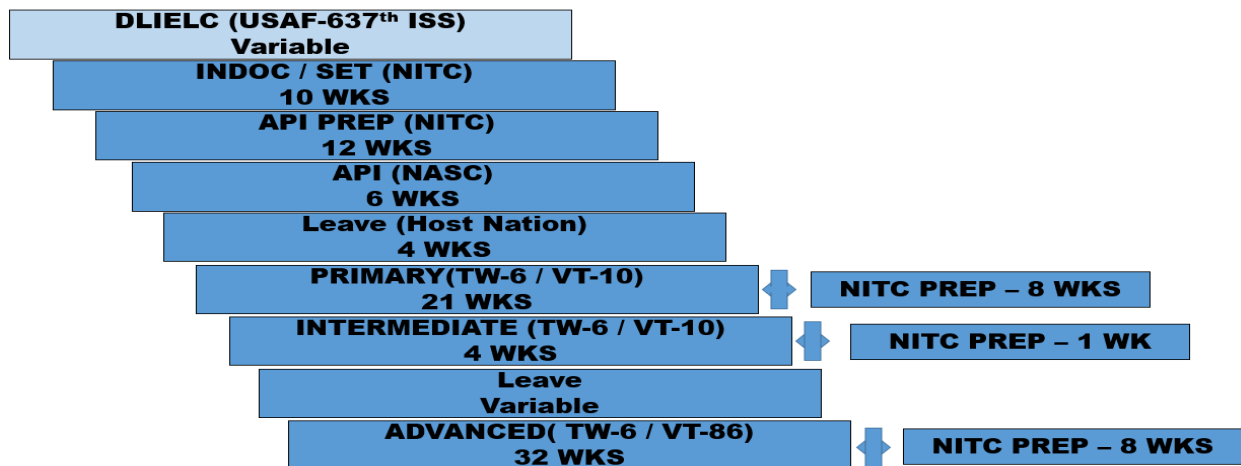 DLIELC (USAF-637th ISS)
Variable
INDOC / SET (NITC)
10 WKS
API PREP (NITC)
12 WKS
API (NASC)
6 WKS
Leave (Host Nation)
4 WKS
PRIMARY(TW-6 / VT-10)
21 WKS
NITC PREP – 8 WKS
INTERMEDIATE (TW-6 / VT-10)
4 WKS
NITC PREP – 1 WK
Leave
Variable
ADVANCED( TW-6 / VT-86)
32 WKS
NITC PREP – 8 WKS